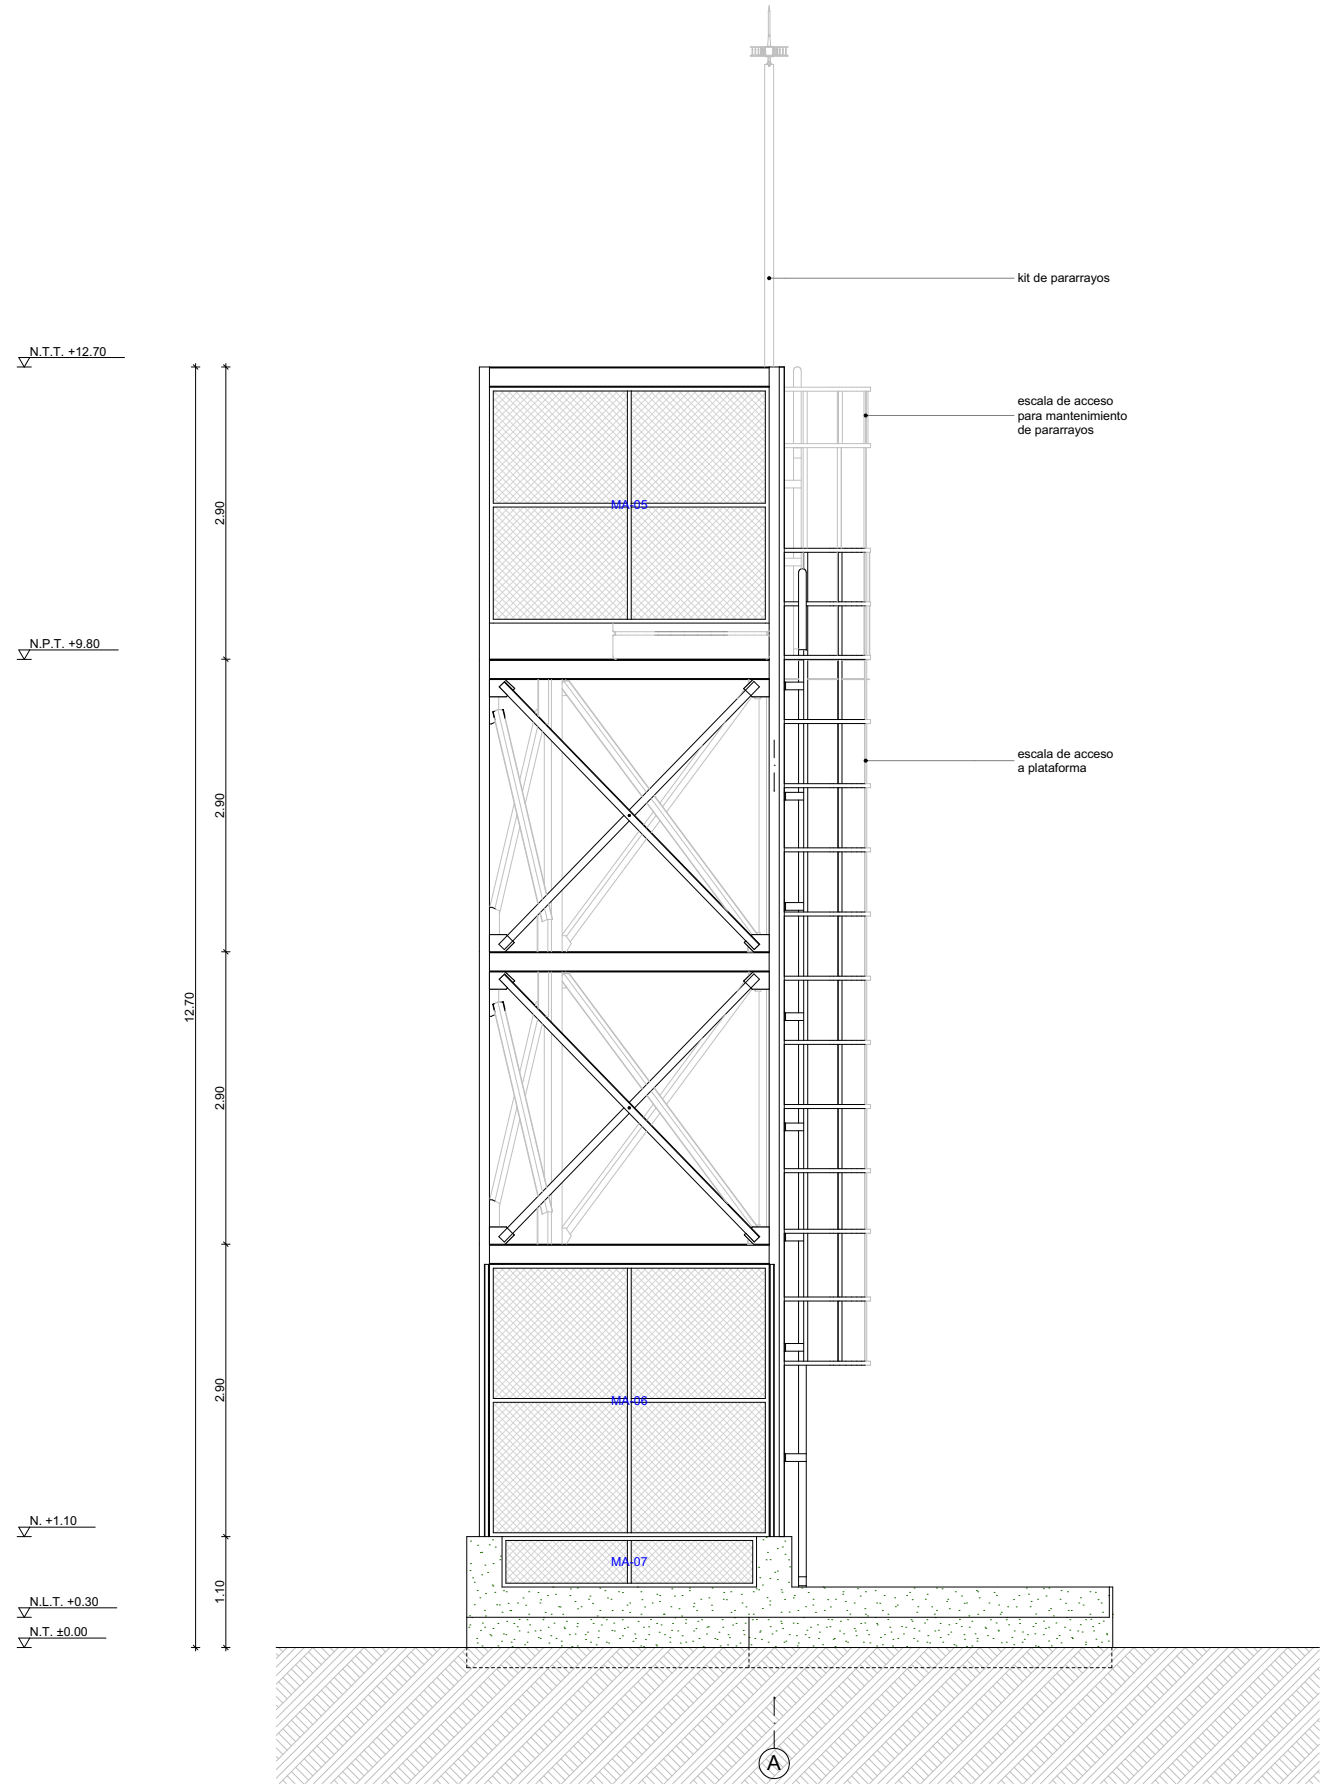 kit de pararrayos
N.T.T. +12.70
escala de acceso
para mantenimiento
de pararrayos
MA-05
2.90
N.P.T. +9.80
escala de acceso
a plataforma
2.90
12.70
2.90
2.90
MA-06
N. +1.10
MA-07
1.10
N.L.T. +0.30
N.T. ±0.00
A